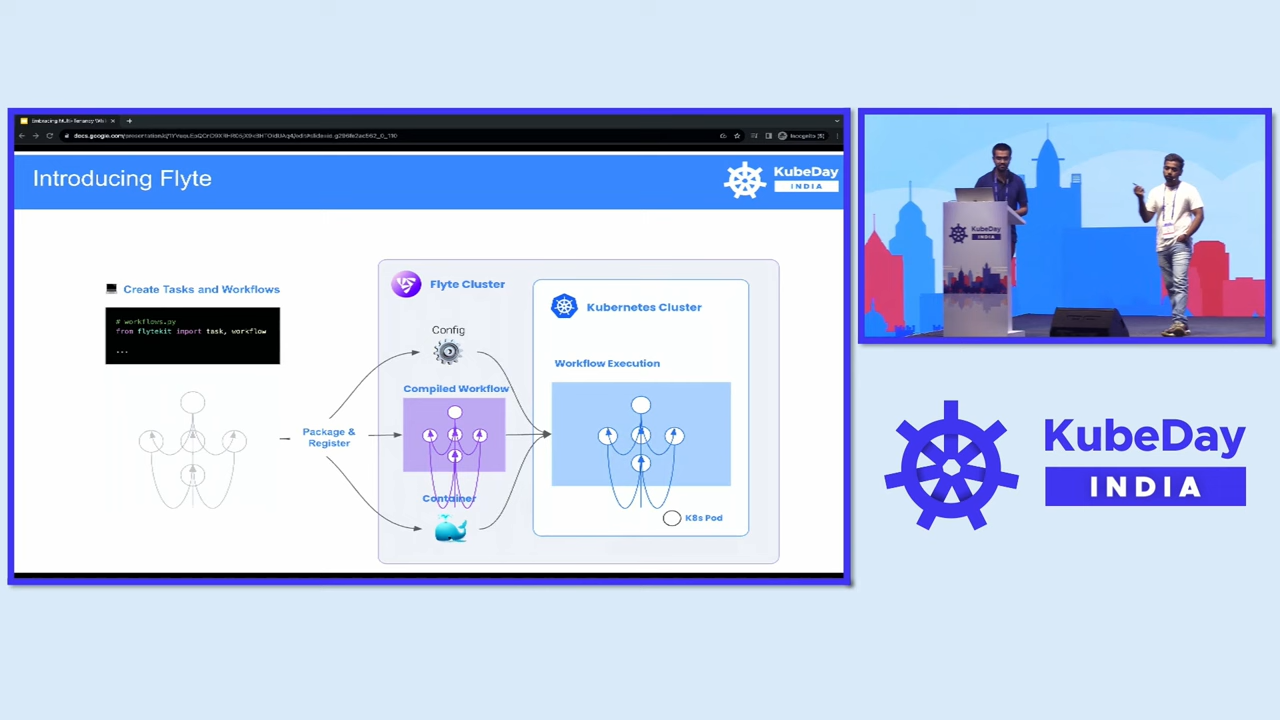 Introducing Flyte
KubeDay
INDIA
Create Tasks and Workflows
# workflows.py
from flytekit import task, workflow
...
Package &
Register
Flyte Cluster
Config
Compiled Workflow
Container
Kubernetes Cluster
Workflow Execution
K8s Pod
KubeDay
INDIA
KubeDay
INDIA